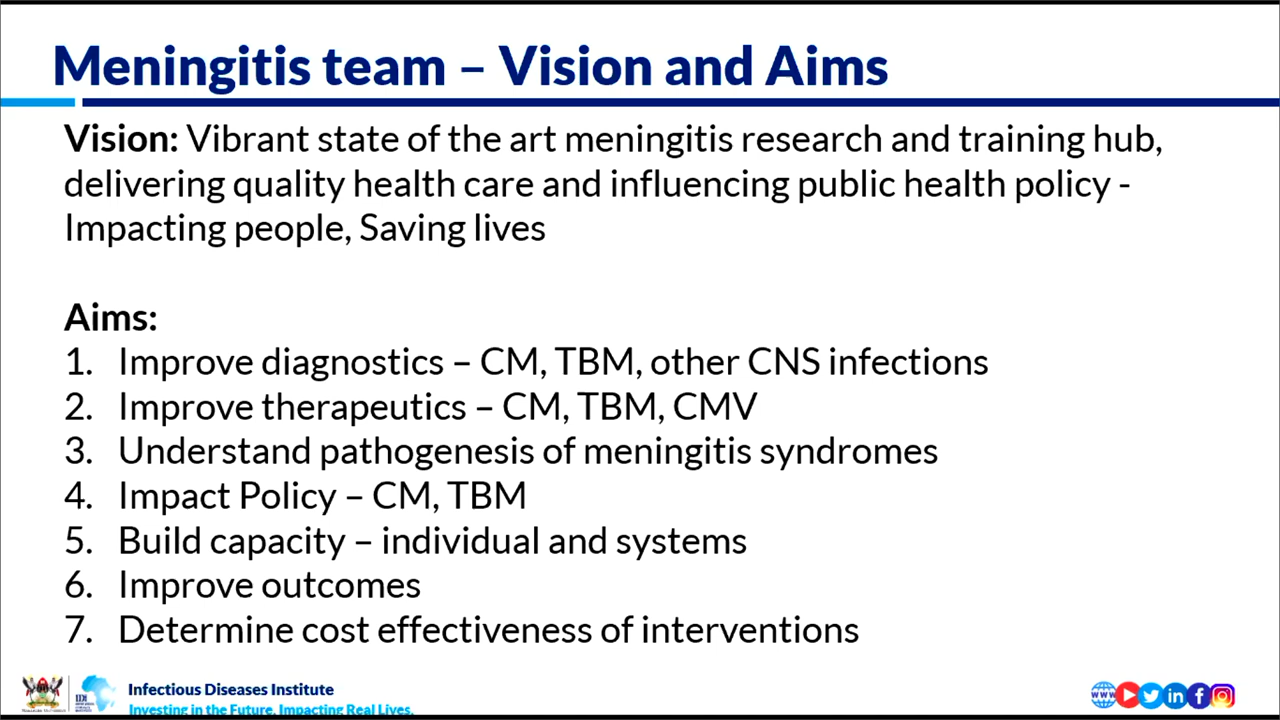 Meningitis team – Vision and Aims
Vision: Vibrant state of the art meningitis research and training hub,
delivering quality health care and influencing public health policy -
Impacting people, Saving lives
Aims:
1. Improve diagnostics – CM, TBM, other CNS infections
2. Improve therapeutics – CM, TBM, CMV
3. Understand pathogenesis of meningitis syndromes
4. Impact Policy – CM, TBM
5. Build capacity – individual and systems
6. Improve outcomes
7. Determine cost effectiveness of interventions
IDI
Infectious Diseases Institute
Investing in the Future. Impacting Real Lives.